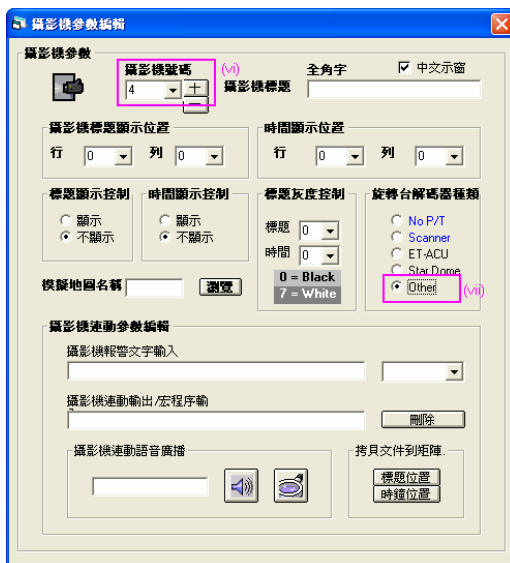 攝影機參數編輯
攝影機參數
攝影機號碼 (vi) 全角字 中文示窗
4 + 攝影機標題
攝影機標題顯示位置 時間顯示位置
行 0 列 0 行 0 列 0
標題顯示控制 時間顯示控制 標題灰度控制 旋轉台解碼器種類
顯示 顯示 標題 0 No P/T
不顯示 不顯示 時間 0 Scanner
ET-ACU
0 = Black Star Dome
模擬地圖名稱 瀏覽 7 = White Other (vii)
攝影機連動參數編輯
攝影機報警文字輸入
攝影機連動輸出/宏程序輸
刪除
攝影機連動語音廣播 拷貝文件到矩陣.
標題位置
時鐘位置